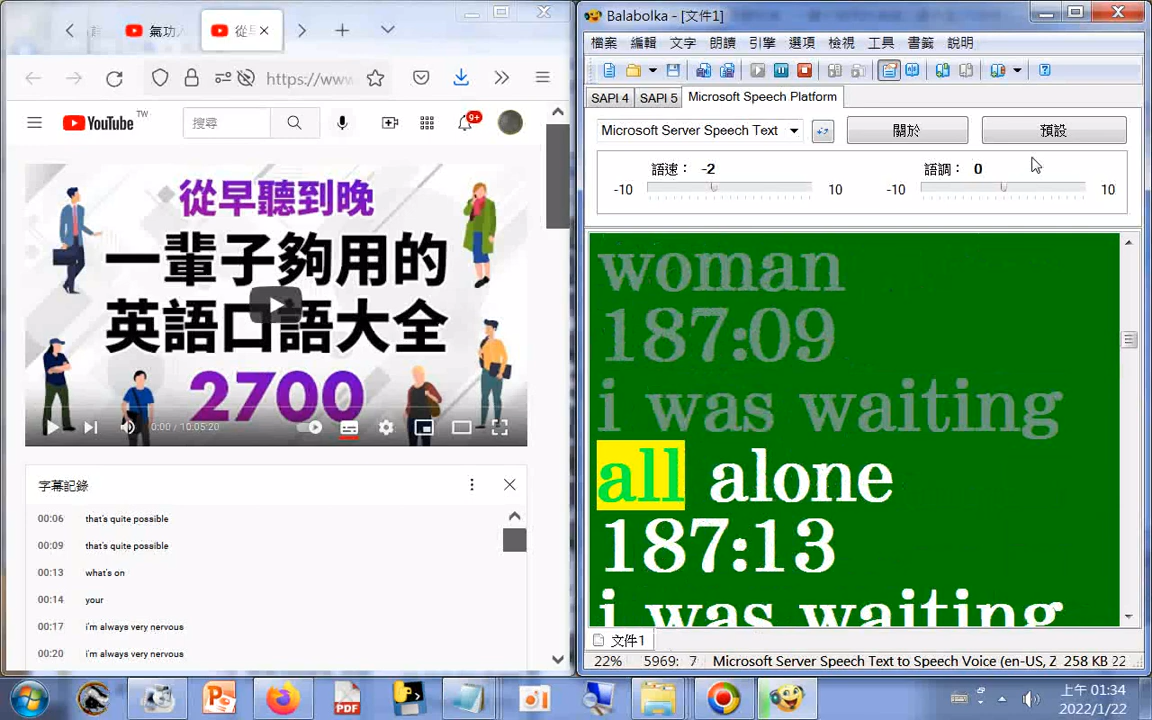 氣功
從
https://www
YouTube TW
搜尋
9+
從早聽到晚
一輩子夠用的
英語口語大全
2700
0:00 / 10:05:20
字幕記錄
00:06 that's quite possible
00:09 that's quite possible
00:13 what's on
00:14 your
00:17 i'm always very nervous
00:20 i'm always very nervous
Balabolka - [文件1]
檔案 編輯 文字 朗讀 引擎 選項 檢視 工具 書籤 說明
SAPI 4 SAPI 5 Microsoft Speech Platform
Microsoft Server Speech Text 關於 預設
語速： -2 語調： 0
-10 10 -10 10
woman
187:09
i was waiting
all alone
187:13
i was waiting
文件1
22% 5969: 7 Microsoft Server Speech Text to Speech Voice (en-US, Z 258 KB 22
PDF
上午 01:34
2022/1/22